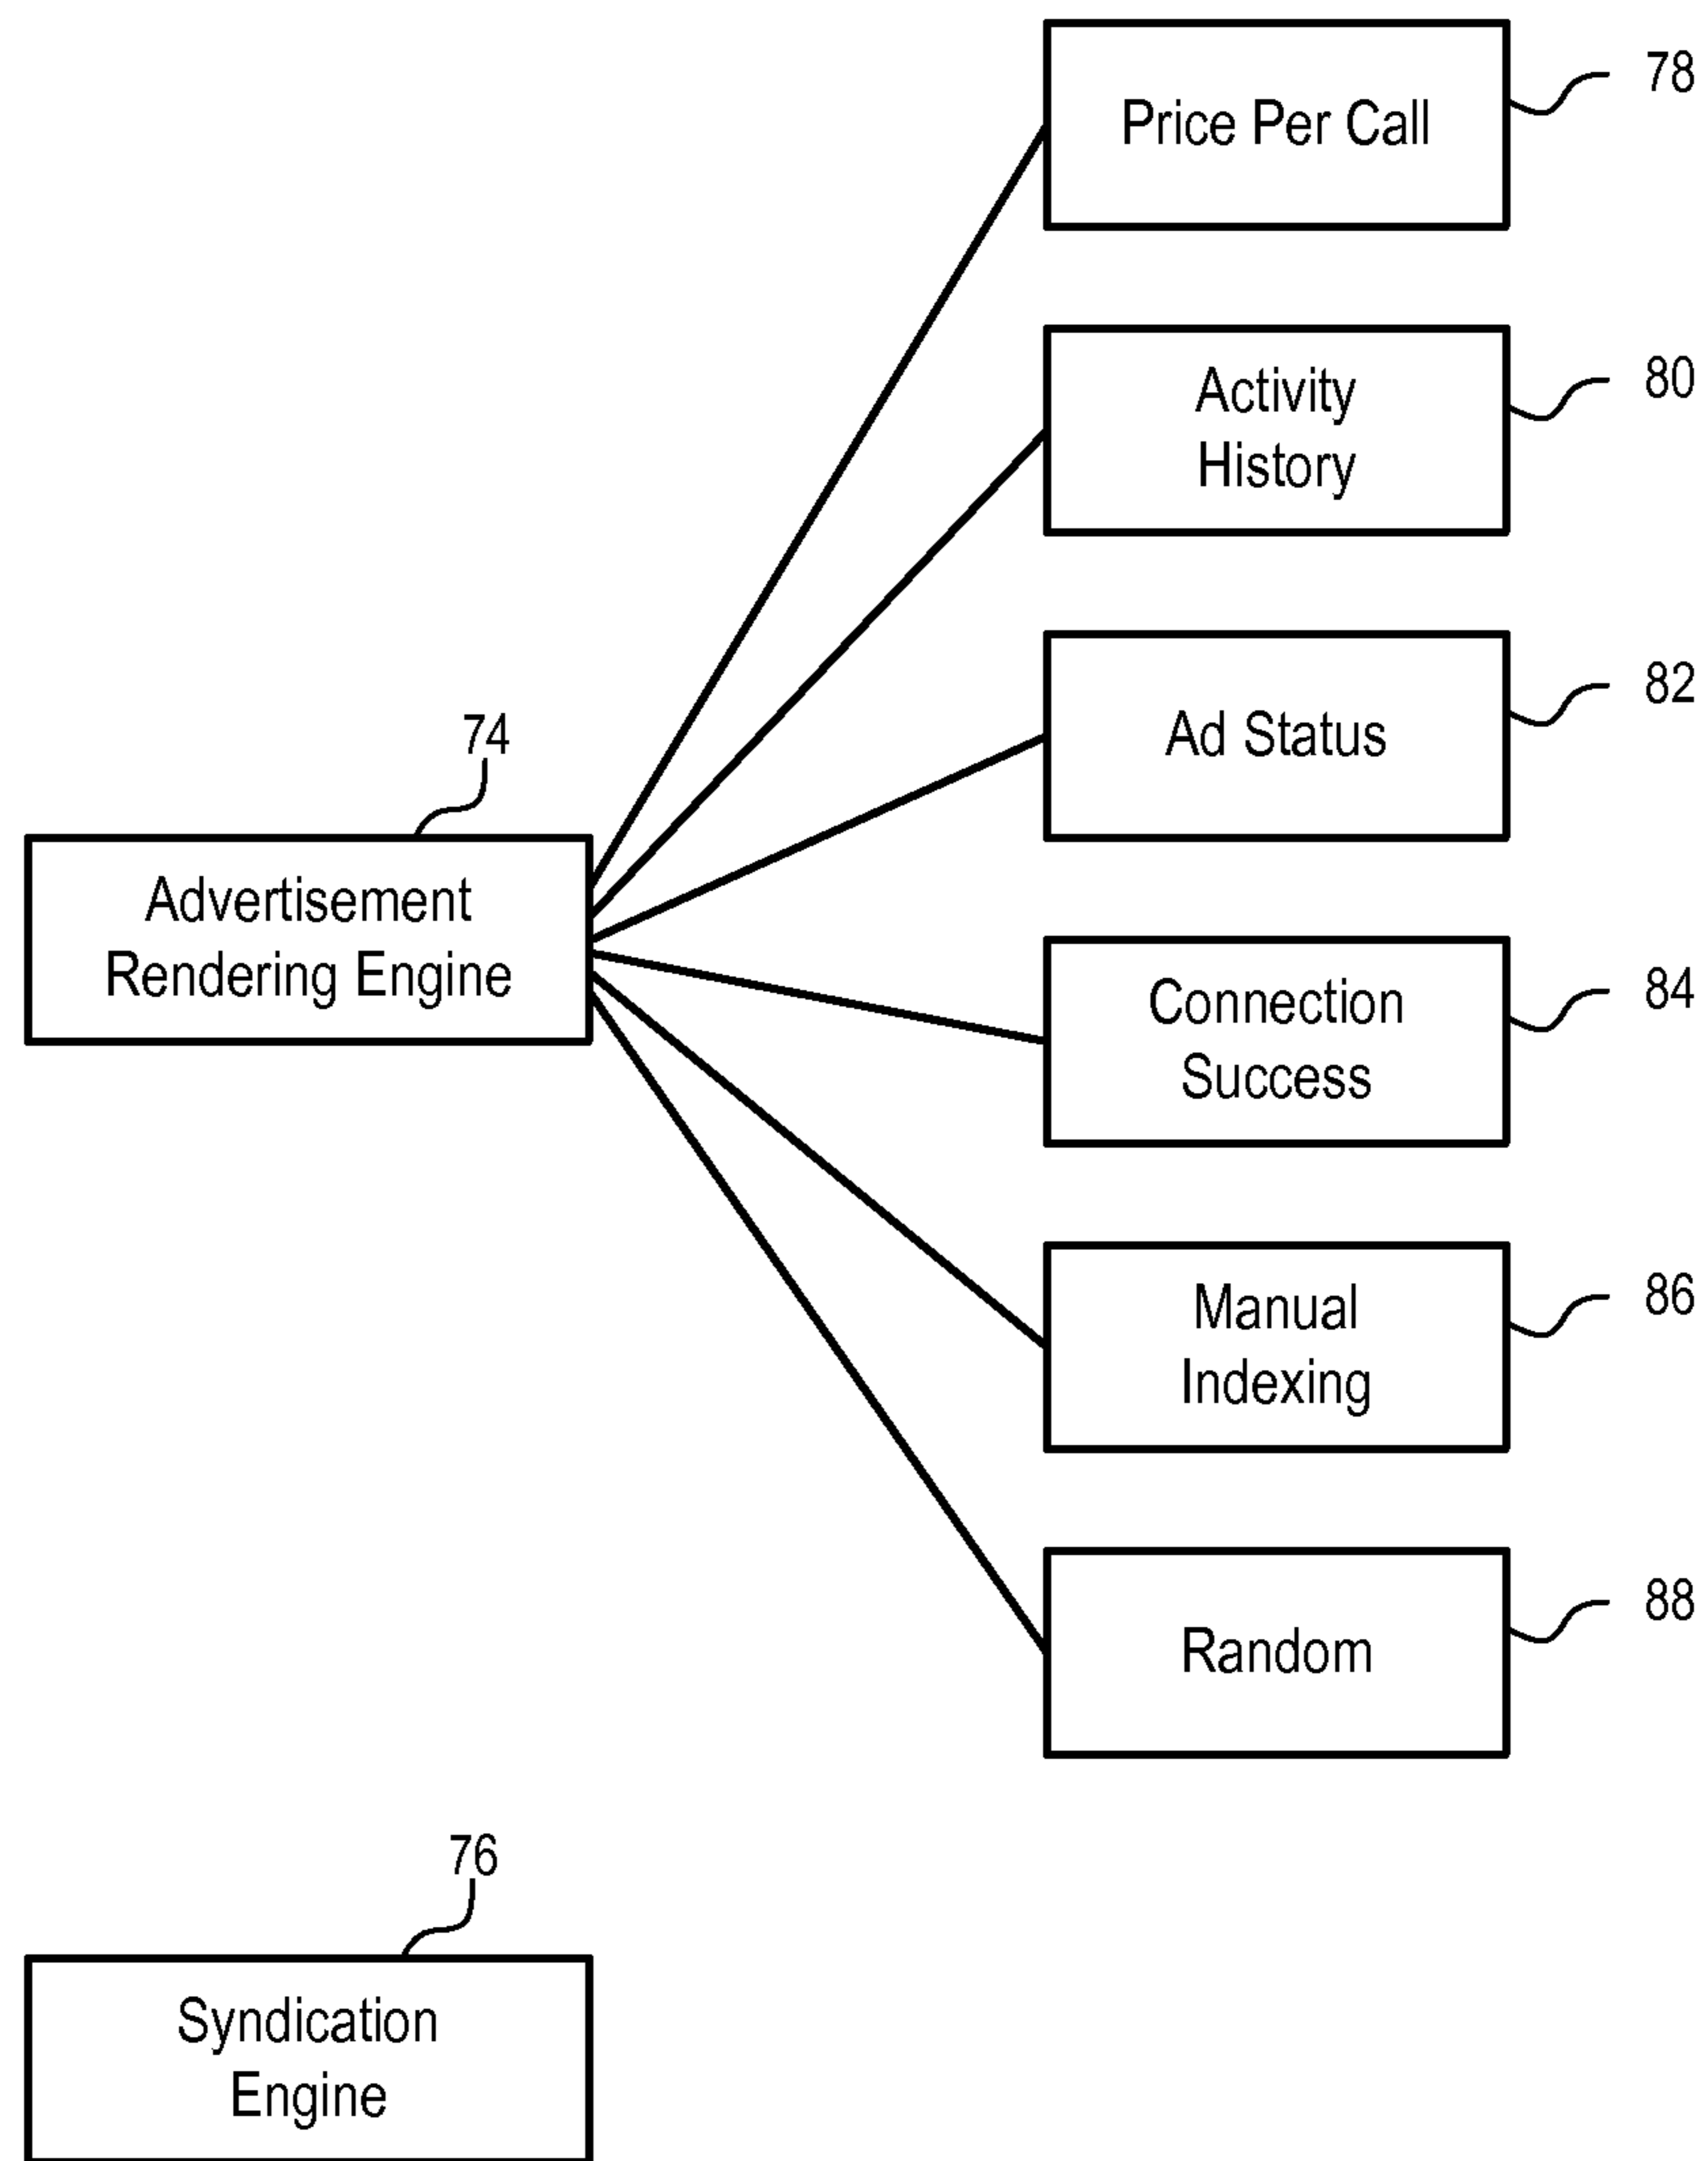 78
Price Per Call
80
Activity
History
82
Ad Status
74
Advertisement
Rendering Engine
84
Connection
Success
86
Manual
Indexing
88
Random
76
Syndication
Engine